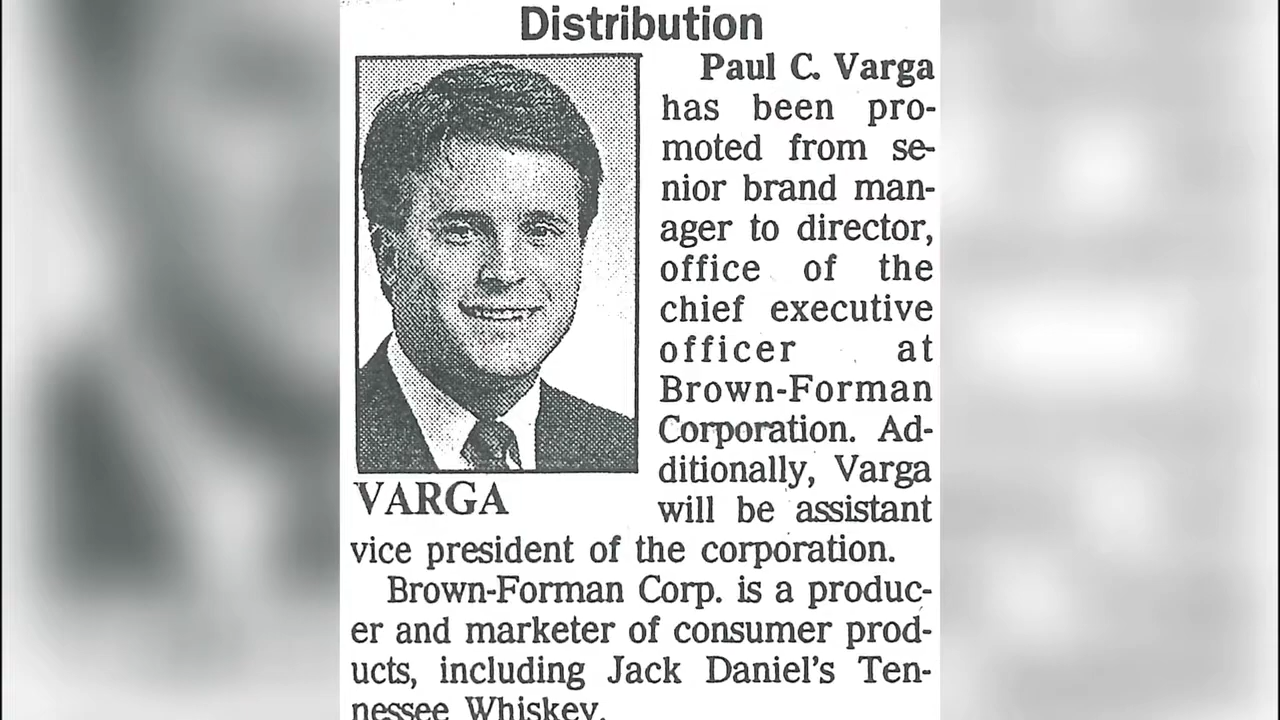 Distribution
Paul C. Varga
has been pro-
moted from se-
nior brand man-
ager to director,
office of the
chief executive
officer at
Brown-Forman
Corporation. Ad-
ditionally, Varga
will be assistant
VARGA
vice president of the corporation.
Brown-Forman Corp. is a produc-
er and marketer of consumer prod-
ucts, including Jack Daniel's Ten-
nessee Whiskey.